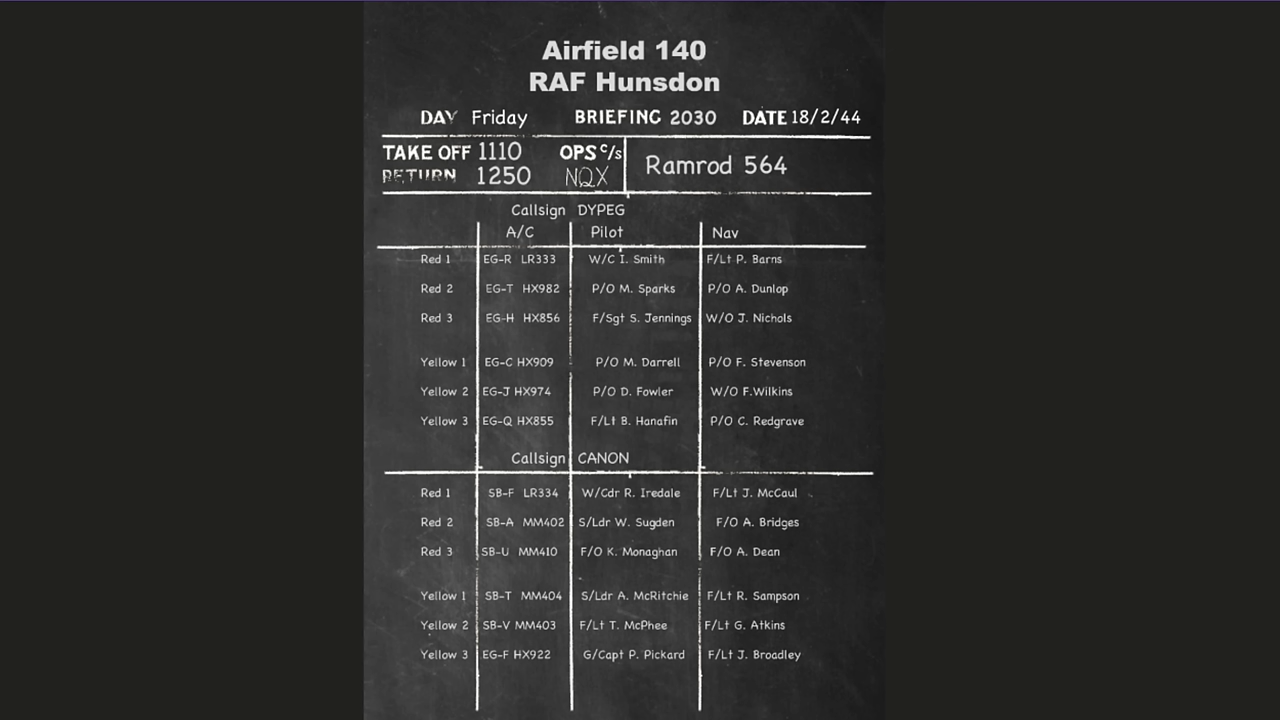 Airfield 140
RAF Hunsdon
DAY Friday BRIEFING 2030 DATE 18/2/44
TAKE OFF 1110 OPS c/s Ramrod 564
RETURN 1250 NQX
Callsign DYPEG
A/C Pilot Nav
Red 1 EG-R LR333 W/C I. Smith F/Lt P. Barns
Red 2 EG-T HX982 P/O M. Sparks P/O A. Dunlop
Red 3 EG-H HX856 F/Sgt S. Jennings W/O J. Nichols
Yellow 1 EG-C HX909 P/O M. Darrell P/O F. Stevenson
Yellow 2 EG-J HX974 P/O D. Fowler W/O F.Wilkins
Yellow 3 EG-Q HX855 F/Lt B. Hanafin P/O C. Redgrave
Callsign CANON
Red 1 SB-F LR334 W/Cdr R. Iredale F/Lt J. McCaul
Red 2 SB-A MM402 S/Ldr W. Sugden F/O A. Bridges
Red 3 SB-U MM410 F/O K. Monaghan F/O A. Dean
Yellow 1 SB-T MM404 S/Ldr A. McRitchie F/Lt R. Sampson
Yellow 2 SB-V MM403 F/Lt T. McPhee F/Lt G. Atkins
Yellow 3 EG-F HX922 G/Capt P. Pickard F/Lt J. Broadley